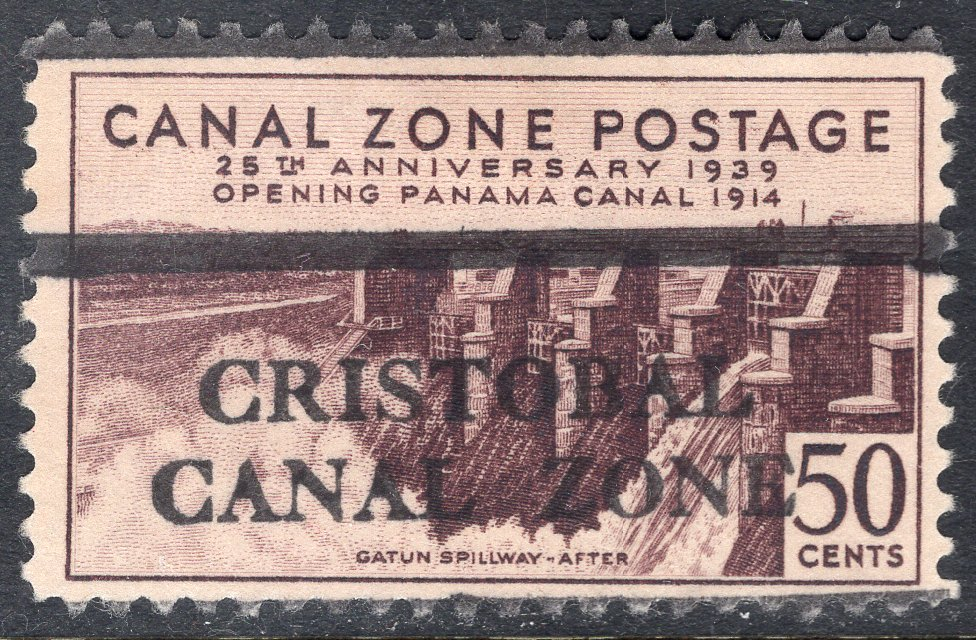 CANAL ZONE POSTAGE
25TH ANNIVERSARY 1939
OPENING PANAMA CANAL 1914
CRISTOBAL
CANAL ZONE
50
CENTS
GATUN SPILLWAY-AFTER